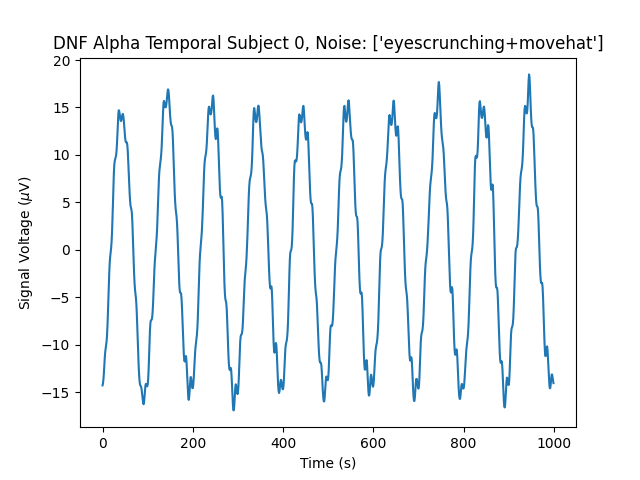 DNF Alpha Temporal Subject 0, Noise: ['eyescrunching+movehat']
Signal Voltage (μV)
20
15
10
5
0
−5
−10
−15
0 200 400 600 800 1000
Time (s)